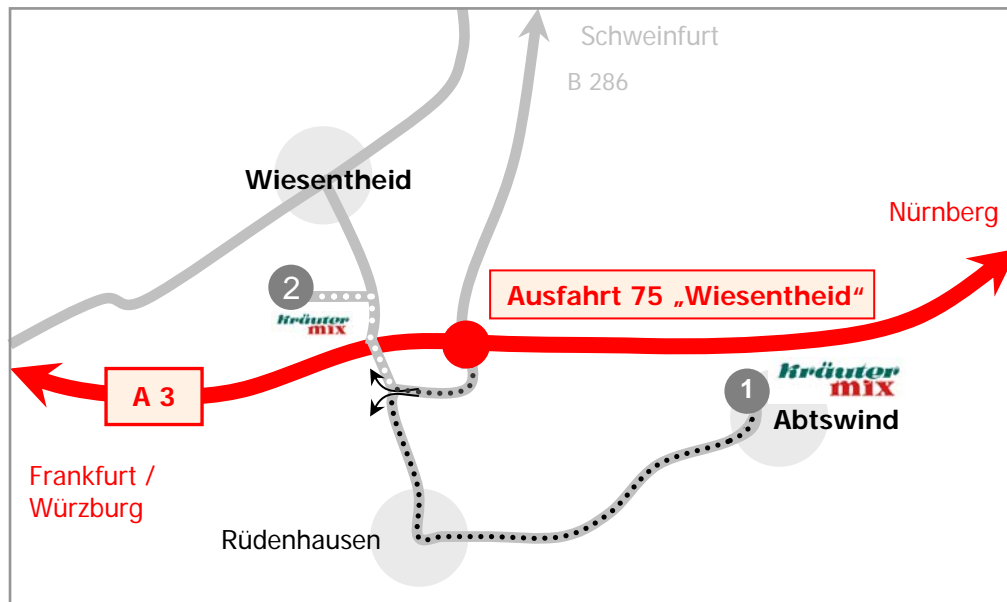 Schweinfurt
B 286
Wiesentheid
Nürnberg
2
Kräuter
mix
Ausfahrt 75 „Wiesentheid“
A 3
1
Kräuter
mix
Abtswind
Frankfurt /
Würzburg
Rüdenhausen